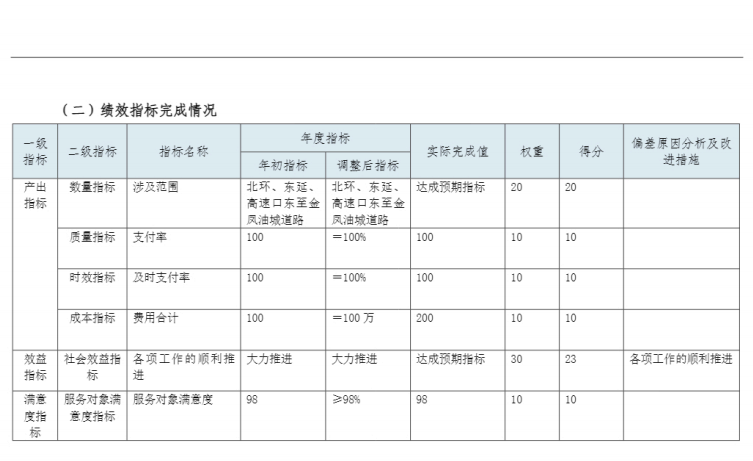 （二）绩效指标完成情况
一级指标 二级指标 指标名称 年度指标 实际完成值 权重 得分 偏差原因分析及改进措施
年初指标 调整后指标
产出指标 数量指标 涉及范围 北环、东延、高速口东至金凤油城道路 北环、东延、高速口东至金凤油城道路 达成预期指标 20 20
质量指标 支付率 100 ＝100% 100 10 10
时效指标 及时支付率 100 ＝100% 100 10 10
成本指标 费用合计 100 ＝100 万 200 10 10
效益指标 社会效益指标 各项工作的顺利推进 大力推进 大力推进 达成预期指标 30 23 各项工作的顺利推进
满意度指标 服务对象满意度指标 服务对象满意度 98 ≥98% 98 10 10